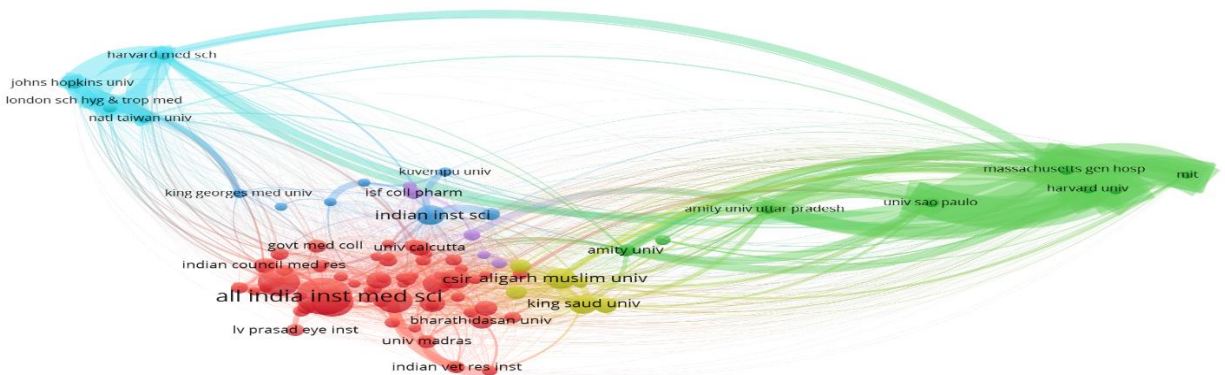 harvard med sch
johns hopkins univ
london sch hyg & trop med
natl taiwan univ
kuvempu univ
massachusetts gen hosp
mit
king georges med univ
isf coll pharm
harvard univ
univ sao paulo
indian inst sci
amity univ uttar pradesh
govt med coll
univ calcutta
amity univ
indian council med res
csir
aligarh muslim univ
all india inst med sci
king saud univ
bharathidasan univ
lv prasad eye inst
univ madras
indian vet res inst